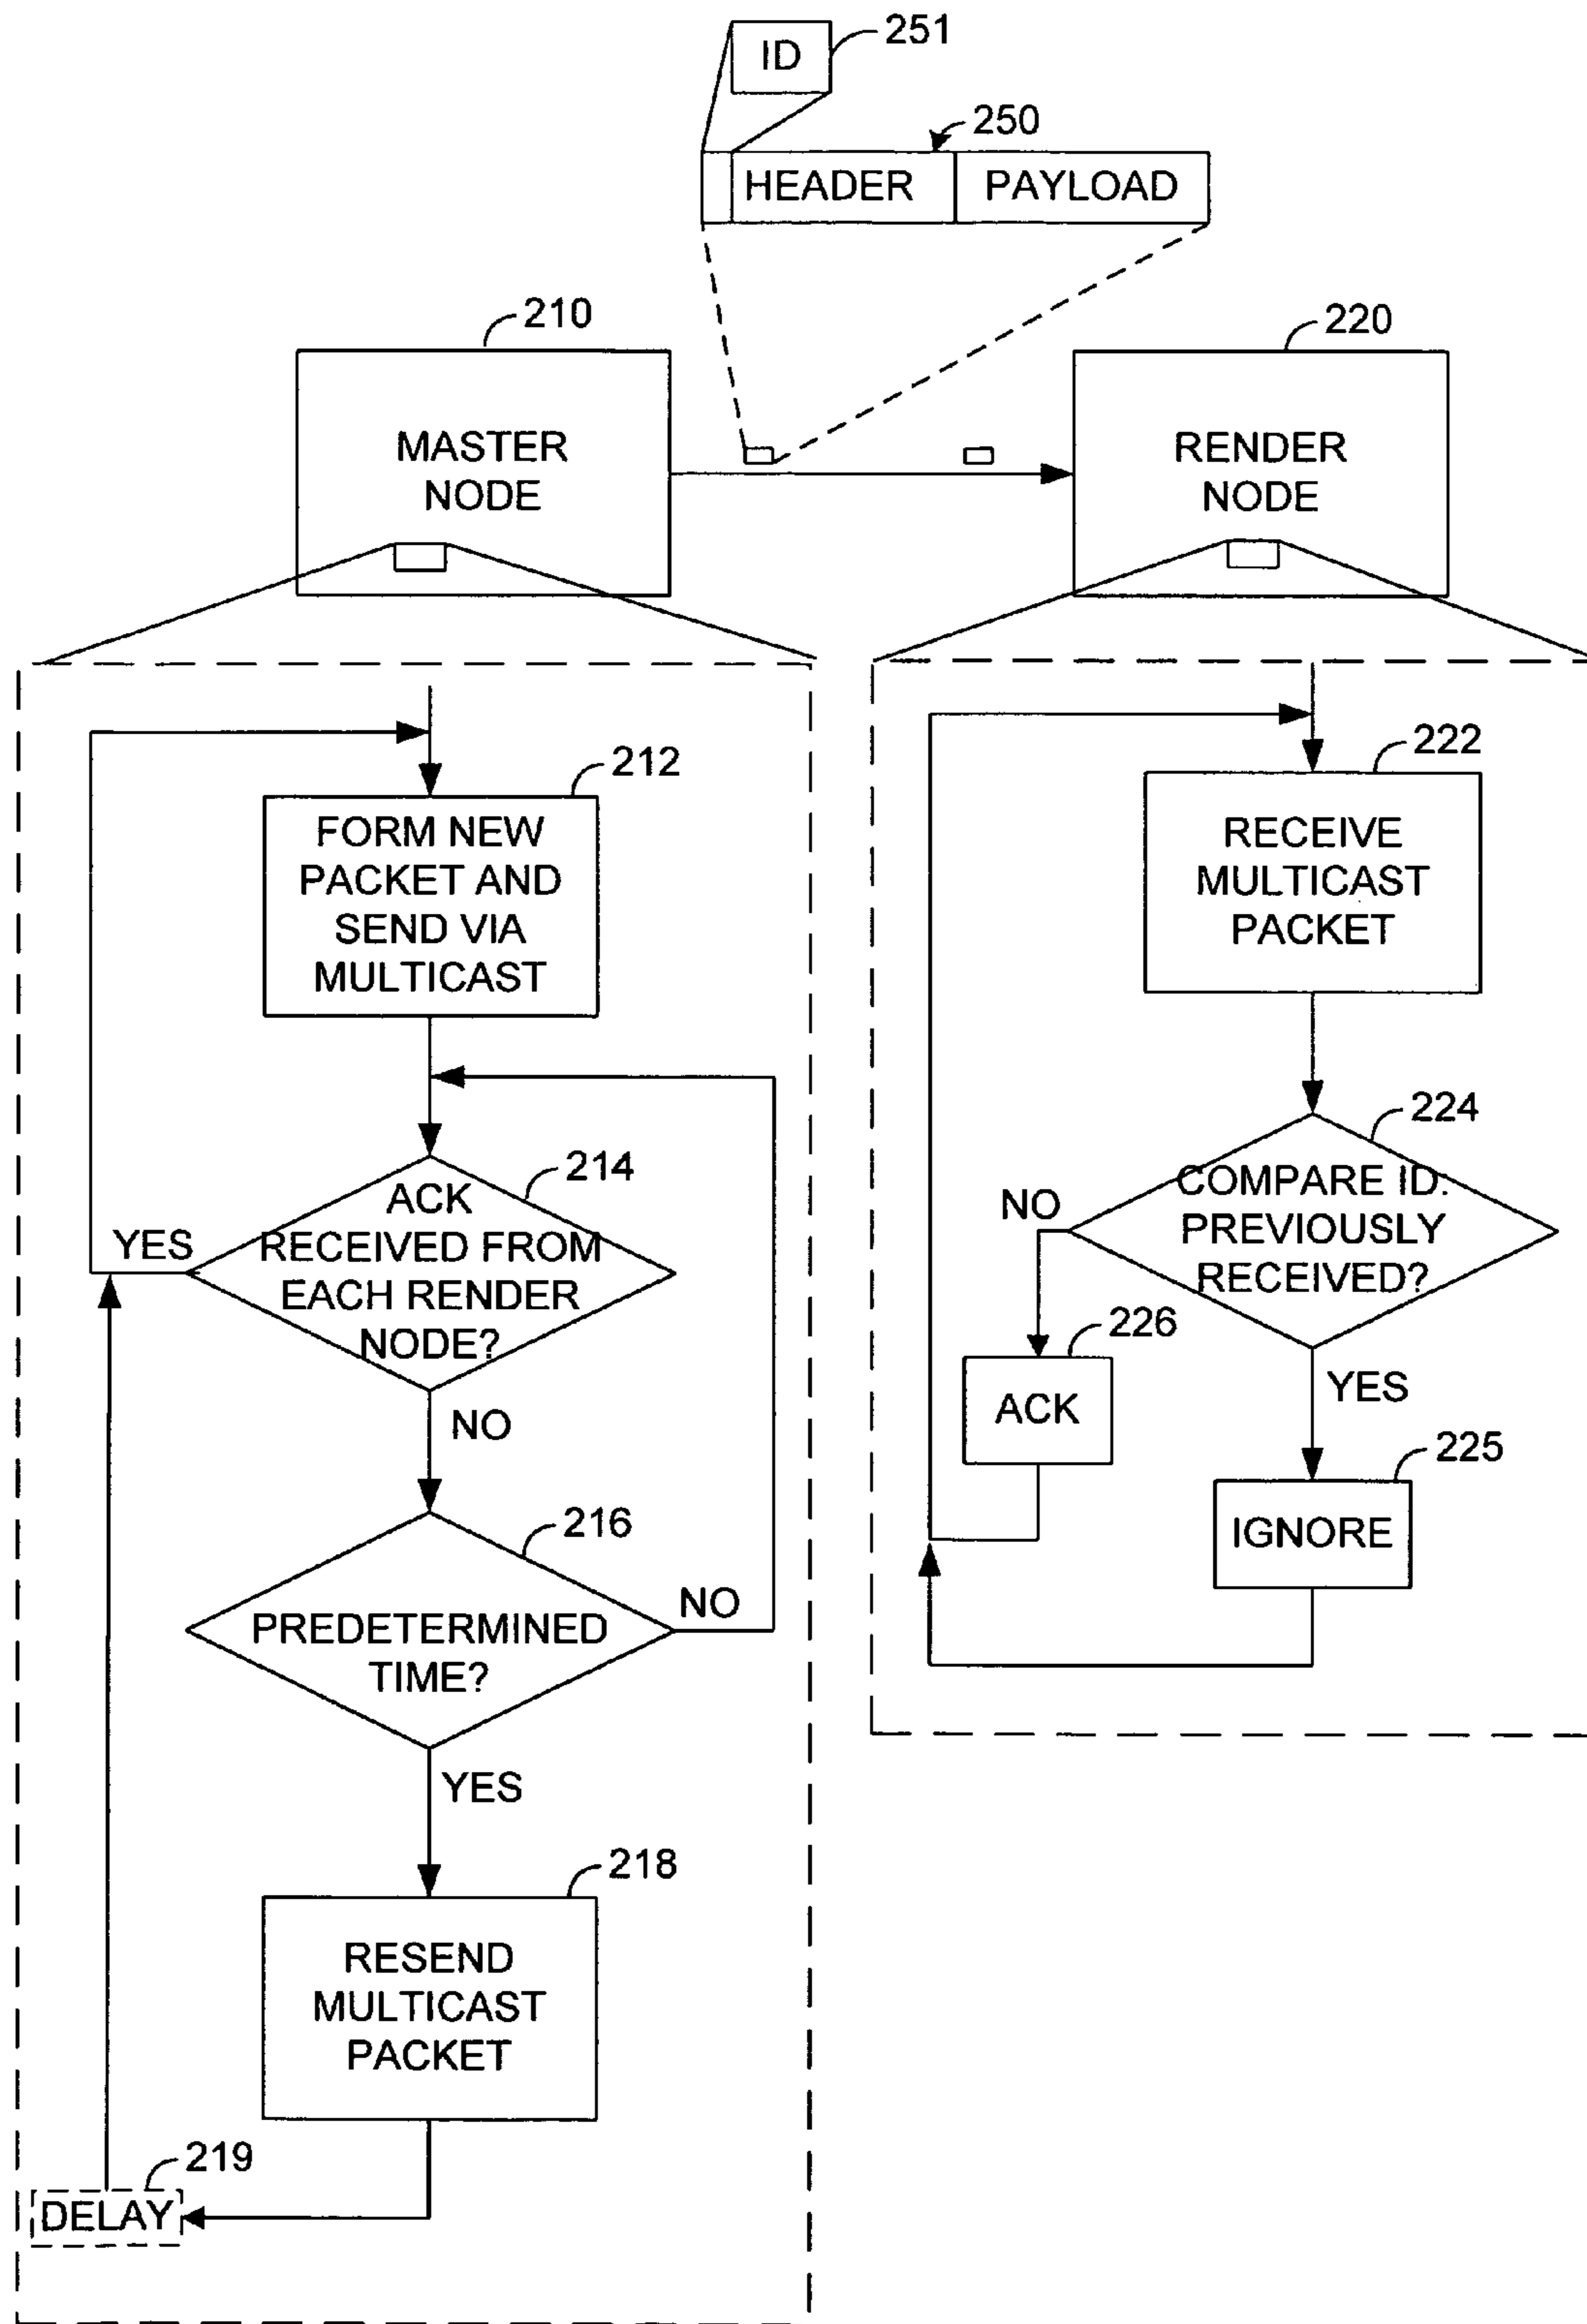 251
ID
250
HEADER
PAYLOAD
210
220
MASTER
NODE
RENDER
NODE
212
FORM NEW
PACKET AND
SEND VIA
MULTICAST
214
ACK
RECEIVED FROM
EACH RENDER
NODE?
YES
NO
216
PREDETERMINED
TIME?
NO
YES
218
RESEND
MULTICAST
PACKET
219
DELAY
222
RECEIVE
MULTICAST
PACKET
224
COMPARE ID.
PREVIOUSLY
RECEIVED?
NO
226
ACK
YES
225
IGNORE